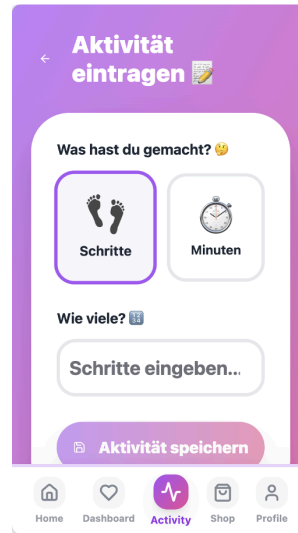 Aktivität
eintragen 📝
Was hast du gemacht? 🤔
Schritte
Minuten
Wie viele? 🔢
Schritte eingeben...
Aktivität speichern
Home
Dashboard
Activity
Shop
Profile